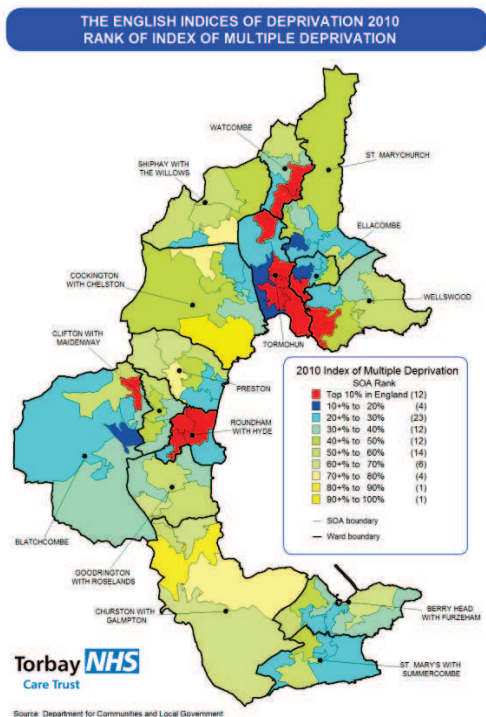 THE ENGLISH INDICES OF DEPRIVATION 2010
RANK OF INDEX OF MULTIPLE DEPRIVATION
WATCOMBE
SHIPHAY WITH
THE WILLOWS
ST. MARYCHURCH
ELLACOMBE
COCKINGTON
WITH CHELSTON
WELLSWOOD
CLIFTON WITH
MAIDENWAY
TORMOHUN
PRESTON
ROUNDHAM
WITH HYDE
2010 Index of Multiple Deprivation
SOA Rank
Top 10% in England (12)
10+% to 20% (4)
20+% to 30% (23)
30+% to 40% (12)
40+% to 50% (12)
50+% to 60% (14)
60+% to 70% (6)
70+% to 80% (4)
80+% to 90% (1)
90+% to 100% (1)
SOA boundary
Ward boundary
BLATCHCOMBE
GOODRINGTON
WITH ROSELANDS
CHURSTON WITH
GALMPTON
BERRY HEAD
WITH FURZEHAM
ST. MARY'S WITH
SUMMERCOMBE
Torbay NHS
Care Trust
Source: Department for Communities and Local Government